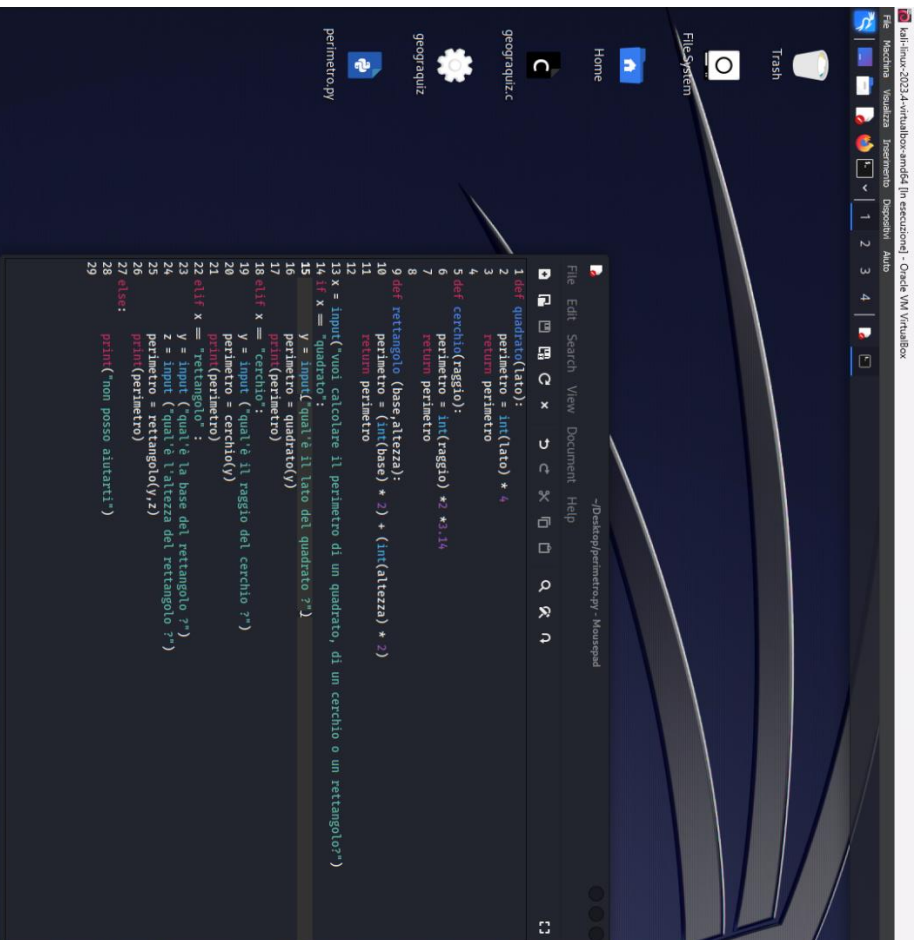 kali-linux-2023.4-virtualbox-amd64 [In esecuzione] - Oracle VM VirtualBox
File Macchina Visualizza Inserimento Dispositivi Aiuto
1 2 3 4
Trash
File System
Home
geograquiz.c
geograquiz
perimetro.py
~/Desktop/perimetro.py - Mousepad
File Edit Search View Document Help
1 def quadrato(lato):
2 perimetro = int(lato) * 4
3 return perimetro
4
5 def cerchio(raggio):
6 perimetro = int(raggio) *2 *3.14
7 return perimetro
8
9 def rettangolo (base,altezza):
10 perimetro = (int(base) * 2) + (int(altezza) * 2)
11 return perimetro
12
13 x = input("vuoi calcolare il perimetro di un quadrato, di un cerchio o un rettangolo?")
14 if x == "quadrato":
15 y = input("qual'è il lato del quadrato ?")
16 perimetro = quadrato(y)
17 print(perimetro)
18 elif x == "cerchio":
19 y = input ("qual'è il raggio del cerchio ?")
20 perimetro = cerchio(y)
21 print(perimetro)
22 elif x == "rettangolo" :
23 y = input ("qual'è la base del rettangolo ?")
24 z = input ("qual'è l'altezza del rettangolo ?")
25 perimetro = rettangolo(y,z)
26 print(perimetro)
27 else:
28 print("non posso aiutarti")
29